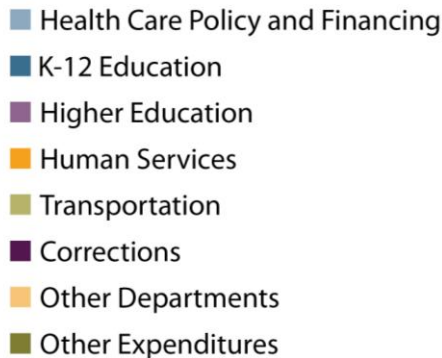 Health Care Policy and Financing
K-12 Education
Higher Education
Human Services
Transportation
Corrections
Other Departments
Other Expenditures